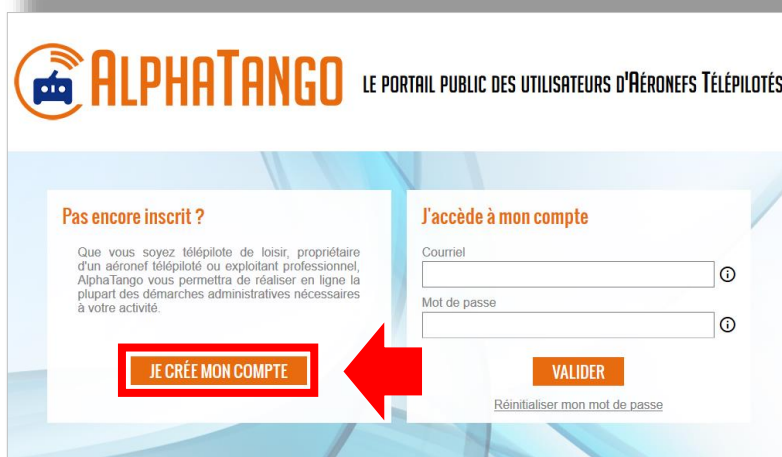 ALPHATANGO LE PORTAIL PUBLIC DES UTILISATEURS D'AÉRONEFS TÉLÉPILOTÉS
Pas encore inscrit ?
Que vous soyez télépilote de loisir, propriétaire
d'un aéronef télépiloté ou exploitant professionnel,
AlphaTango vous permettra de réaliser en ligne la
plupart des démarches administratives nécessaires
à votre activité.
JE CRÉE MON COMPTE
J'accède à mon compte
Courriel
Mot de passe
VALIDER
Réinitialiser mon mot de passe